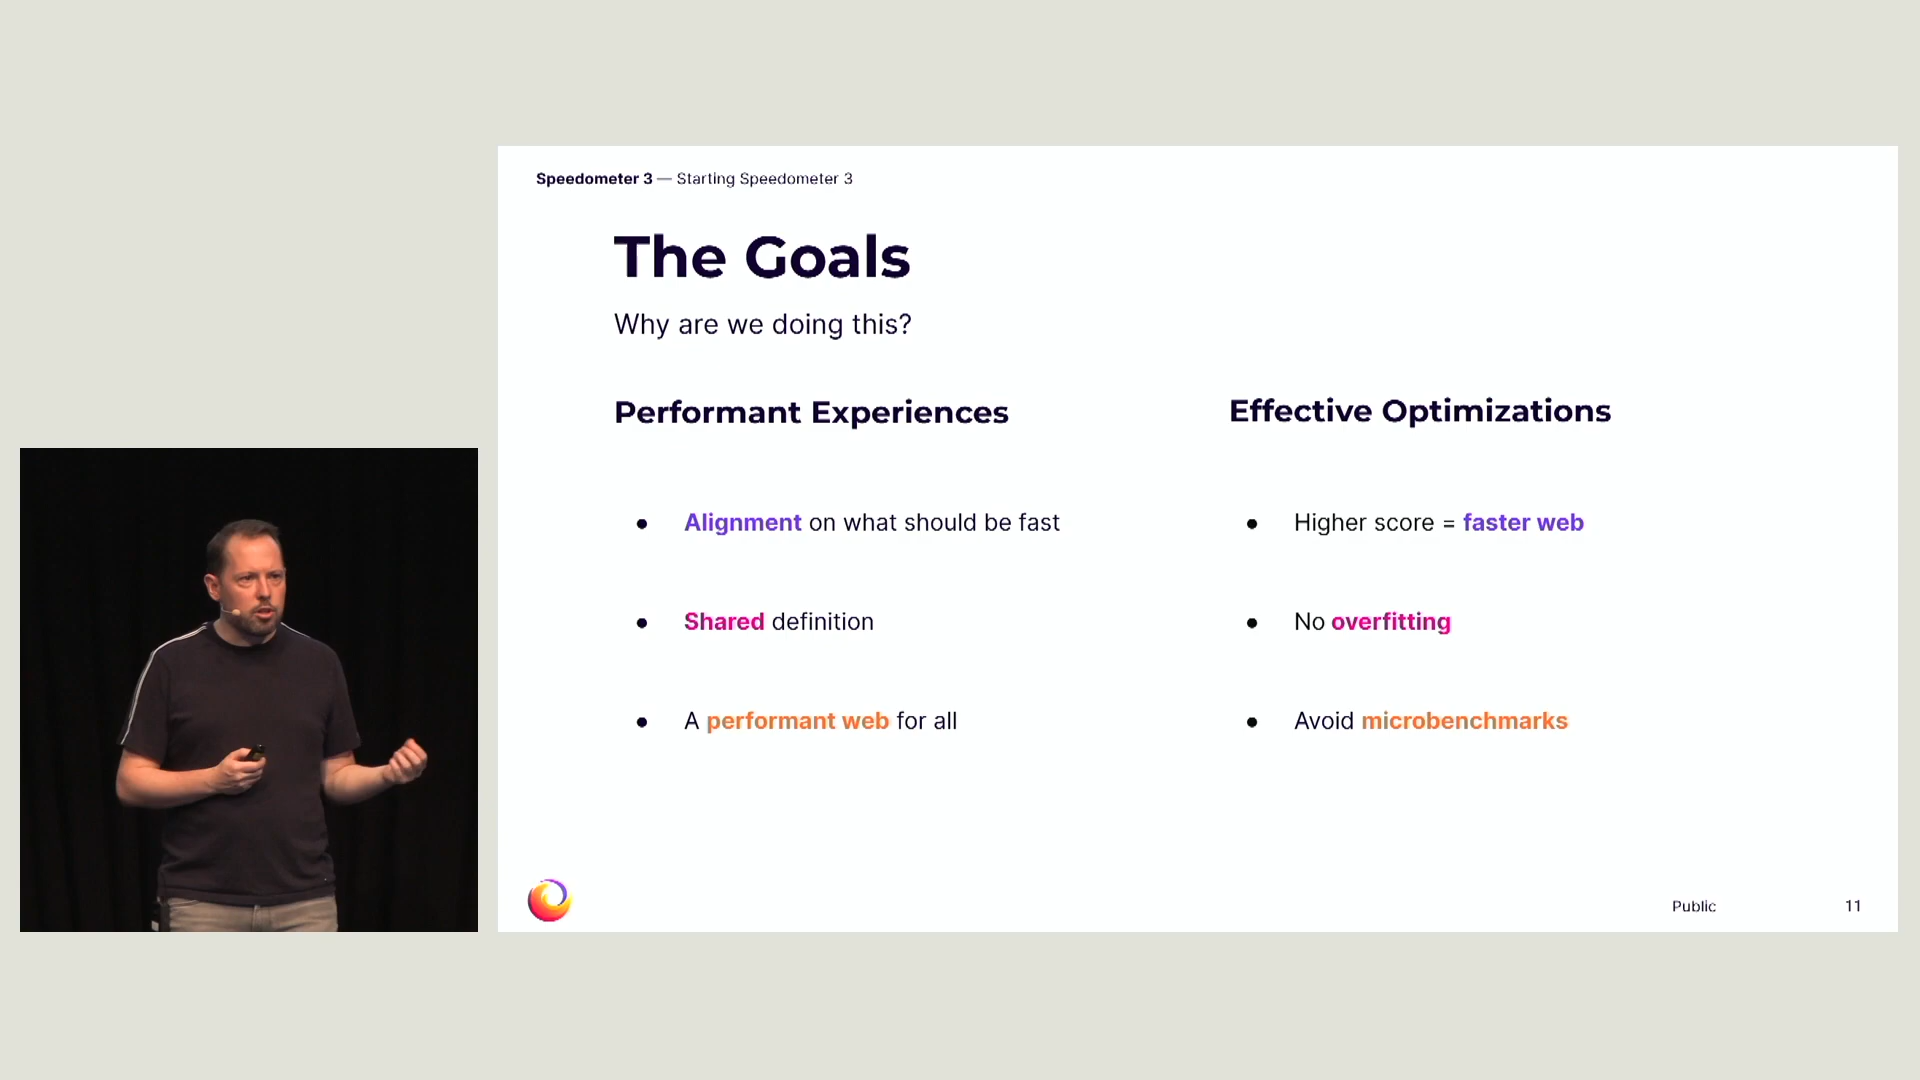 Speedometer 3 — Starting Speedometer 3
The Goals
Why are we doing this?
Performant Experiences
● Alignment on what should be fast
● Shared definition
● A performant web for all
Effective Optimizations
● Higher score = faster web
● No overfitting
● Avoid microbenchmarks
Public
11